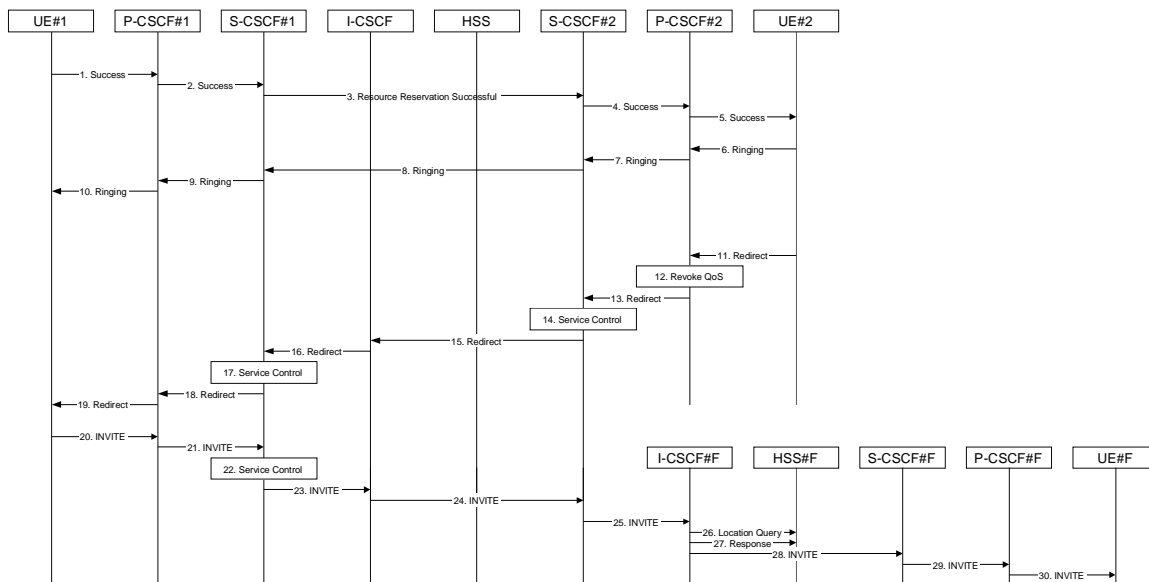 UE#1
P-CSCF#1
S-CSCF#1
I-CSCF
HSS
S-CSCF#2
P-CSCF#2
UE#2
1. Success
2. Success
3. Resource Reservation Successful
4. Success
5. Success
6. Ringing
7. Ringing
8. Ringing
9. Ringing
10. Ringing
11. Redirect
12. Revoke QoS
13. Redirect
14. Service Control
15. Redirect
16. Redirect
17. Service Control
18. Redirect
19. Redirect
20. INVITE
21. INVITE
I-CSCF#F
HSS#F
S-CSCF#F
P-CSCF#F
UE#F
22. Service Control
23. INVITE
24. INVITE
25. INVITE
26. Location Query
27. Response
28. INVITE
29. INVITE
30. INVITE